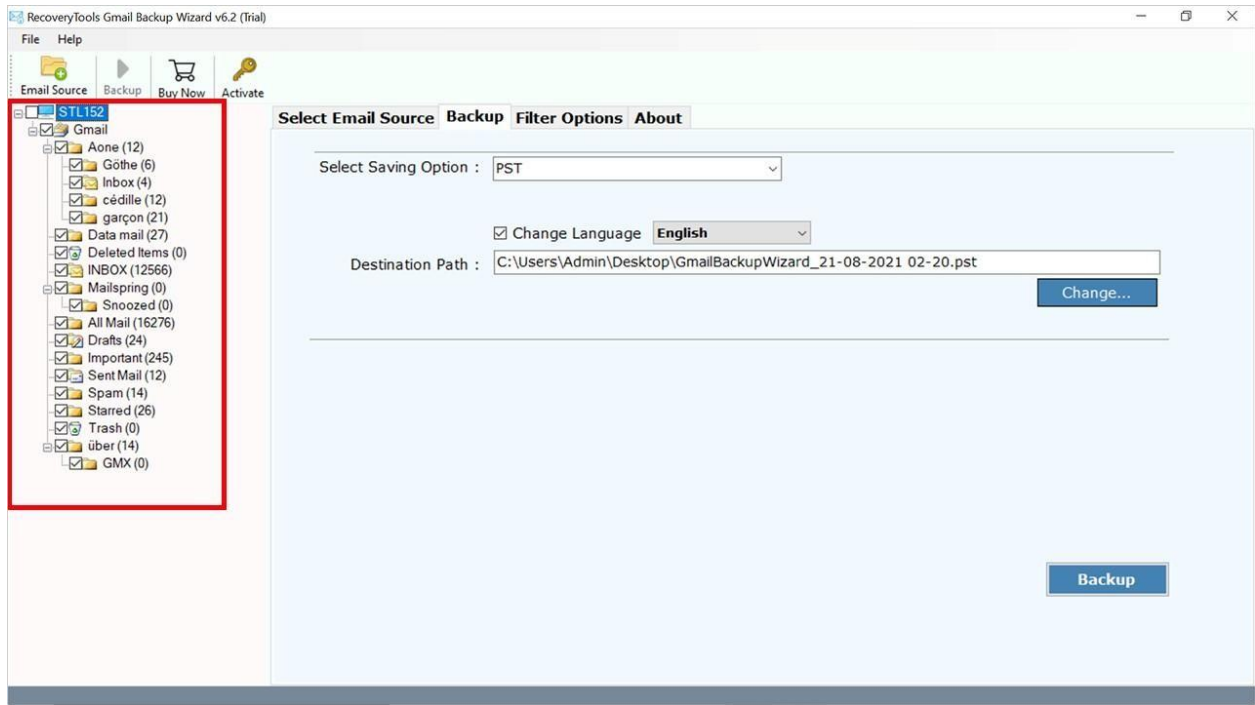 RecoveryTools Gmail Backup Wizard v6.2 (Trial)
File Help
Email Source Backup Buy Now Activate
STL152
Gmail
Aone (12)
Göthe (6)
Inbox (4)
cédille (12)
garçon (21)
Data mail (27)
Deleted Items (0)
INBOX (12566)
Mailspring (0)
Snoozed (0)
All Mail (16276)
Drafts (24)
Important (245)
Sent Mail (12)
Spam (14)
Starred (26)
Trash (0)
über (14)
GMX (0)
Select Email Source Backup Filter Options About
Select Saving Option : PST
Change Language English
Destination Path : C:\Users\Admin\Desktop\GmailBackupWizard_21-08-2021 02-20.pst
Change...
Backup